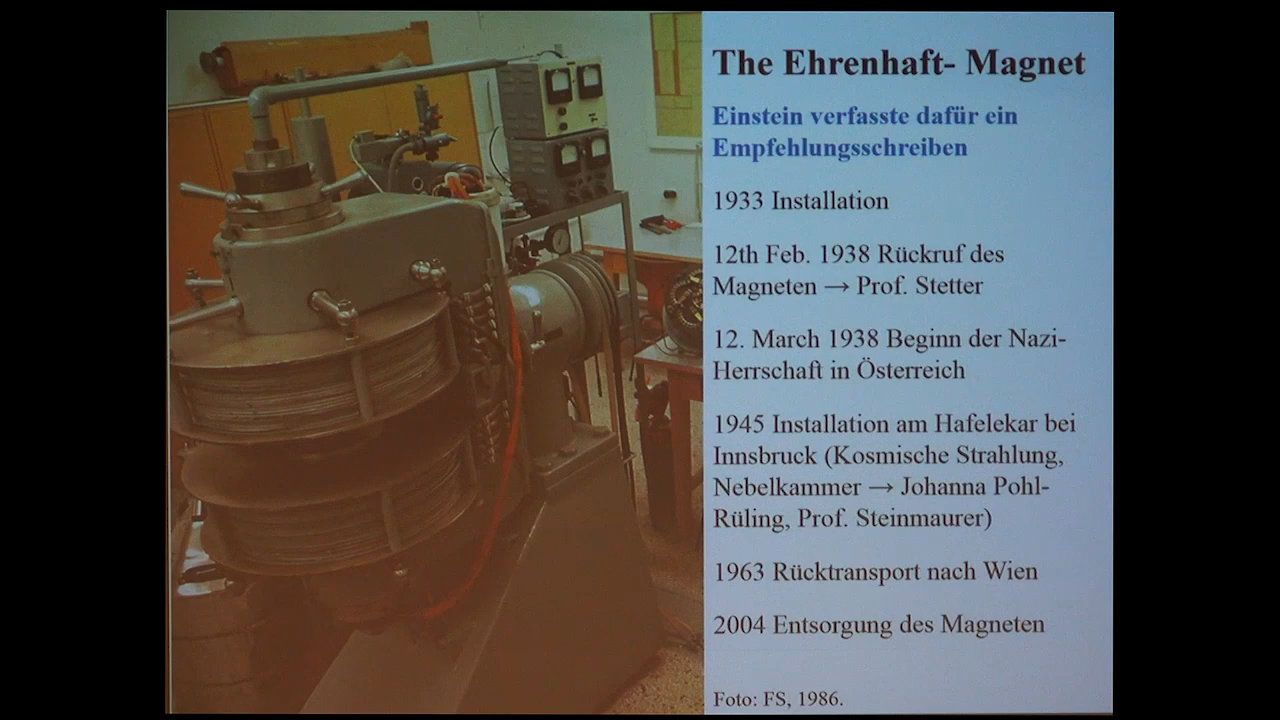 The Ehrenhaft- Magnet
Einstein verfasste dafür ein
Empfehlungsschreiben
1933 Installation
12th Feb. 1938 Rückruf des
Magneten → Prof. Stetter
12. March 1938 Beginn der Nazi-
Herrschaft in Österreich
1945 Installation am Hafelekar bei
Innsbruck (Kosmische Strahlung,
Nebelkammer → Johanna Pohl-
Rüling, Prof. Steinmaurer)
1963 Rücktransport nach Wien
2004 Entsorgung des Magneten
Foto: FS, 1986.